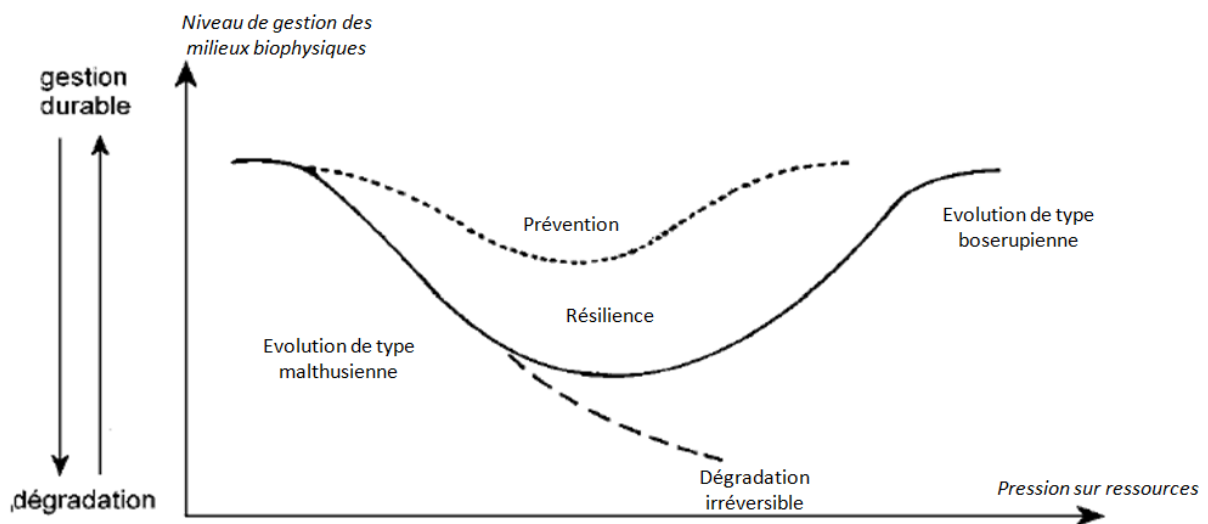 Niveau de gestion des
milieux biophysiques
gestion
durable
Prévention
Evolution de type
boserupienne
Résilience
Evolution de type
malthusienne
Dégradation
irréversible
Pression sur ressources
dégradation